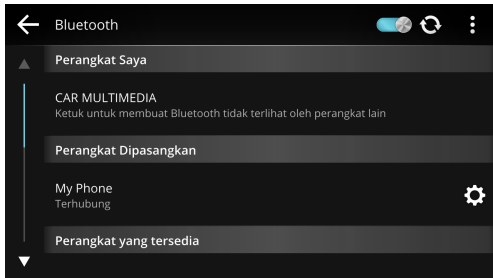 Bluetooth
Perangkat Saya
CAR MULTIMEDIA
Ketuk untuk membuat Bluetooth tidak terlihat oleh perangkat lain
Perangkat Dipasangkan
My Phone
Terhubung
Perangkat yang tersedia